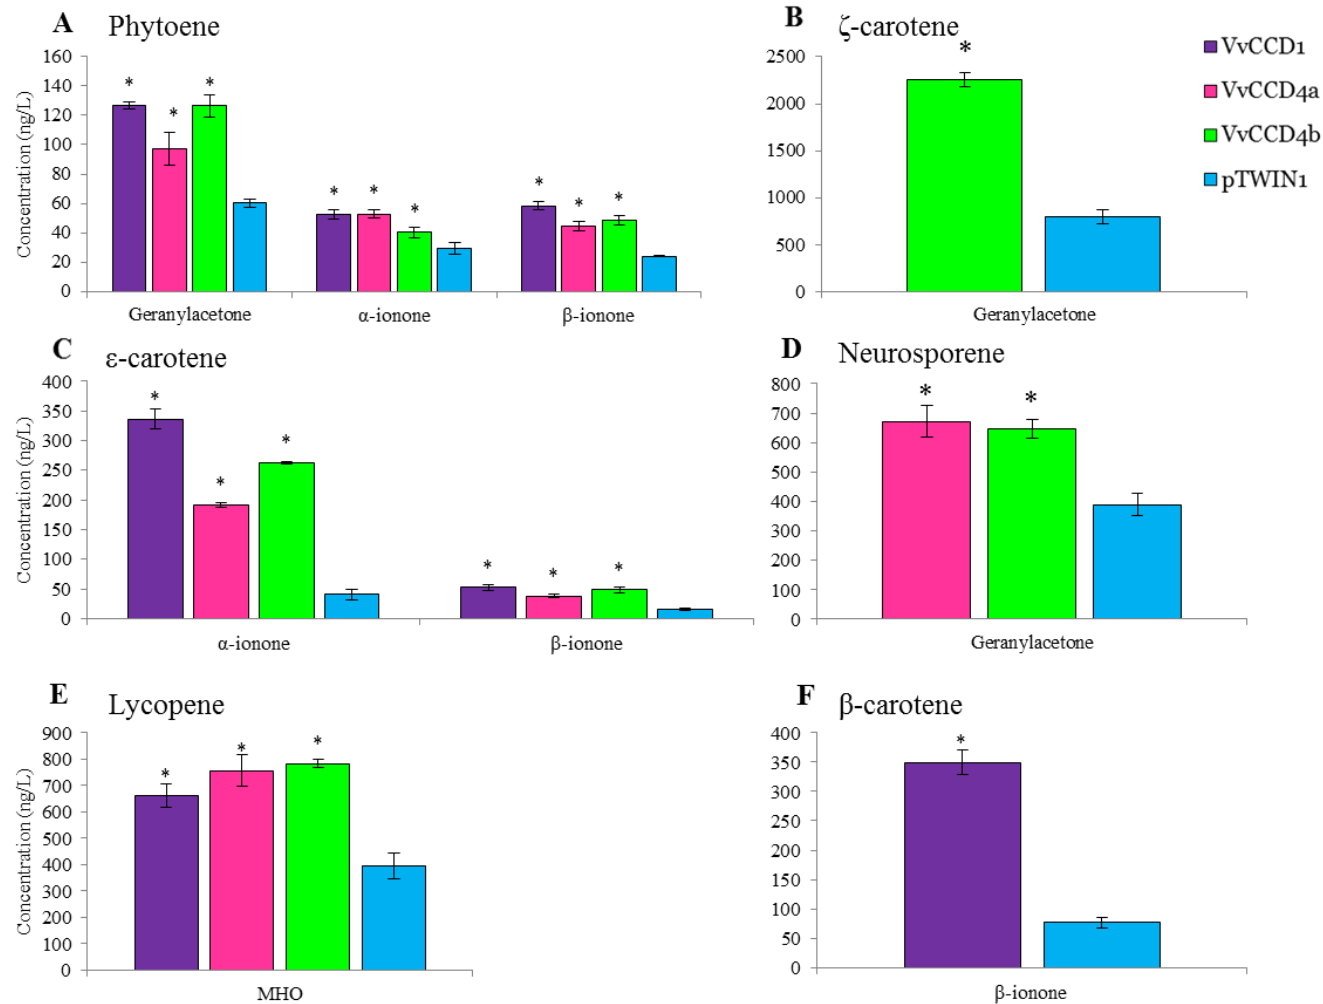 A Phytoene
Concentration (ng/L)
160
140
120
100
80
60
40
20
0
* * *
* * *
* * *
Geranylacetone α-ionone β-ionone
B ζ-carotene
2500
2000
1500
1000
500
0
*
Geranylacetone
VvCCD1
VvCCD4a
VvCCD4b
pTWIN1
C ε-carotene
Concentration (ng/L)
400
350
300
250
200
150
100
50
0
* * *
* * *
α-ionone β-ionone
D Neurosporene
800
700
600
500
400
300
200
100
0
* *
Geranylacetone
E Lycopene
Concentration (ng/L)
900
800
700
600
500
400
300
200
100
0
* * *
MHO
F β-carotene
400
350
300
250
200
150
100
50
0
*
β-ionone